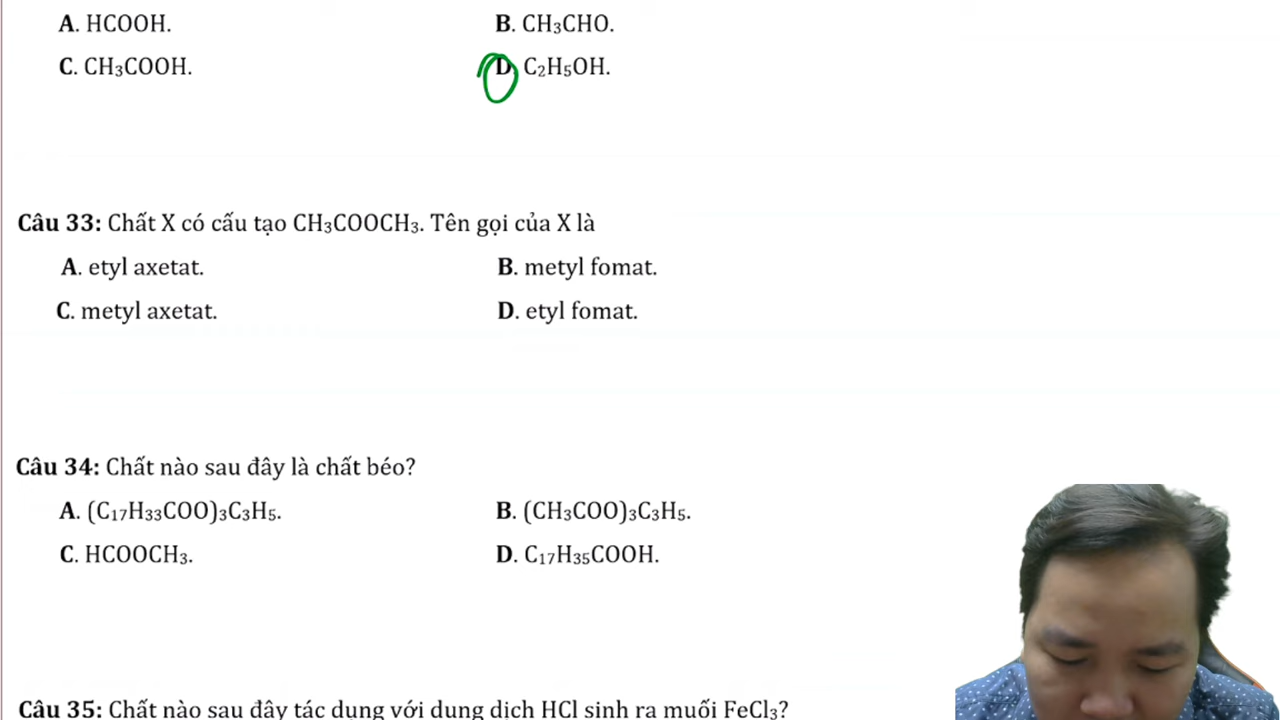 A. HCOOH. B. CH₃CHO.
C. CH₃COOH. D. C₂H₅OH.
Câu 33: Chất X có cấu tạo CH₃COOCH₃. Tên gọi của X là
A. etyl axetat. B. metyl fomat.
C. metyl axetat. D. etyl fomat.
Câu 34: Chất nào sau đây là chất béo?
A. (C₁₇H₃₃COO)₃C₃H₅. B. (CH₃COO)₃C₃H₅.
C. HCOOCH₃. D. C₁₇H₃₅COOH.
Câu 35: Chất nào sau đây tác dụng với dung dịch HCl sinh ra muối FeCl₃?